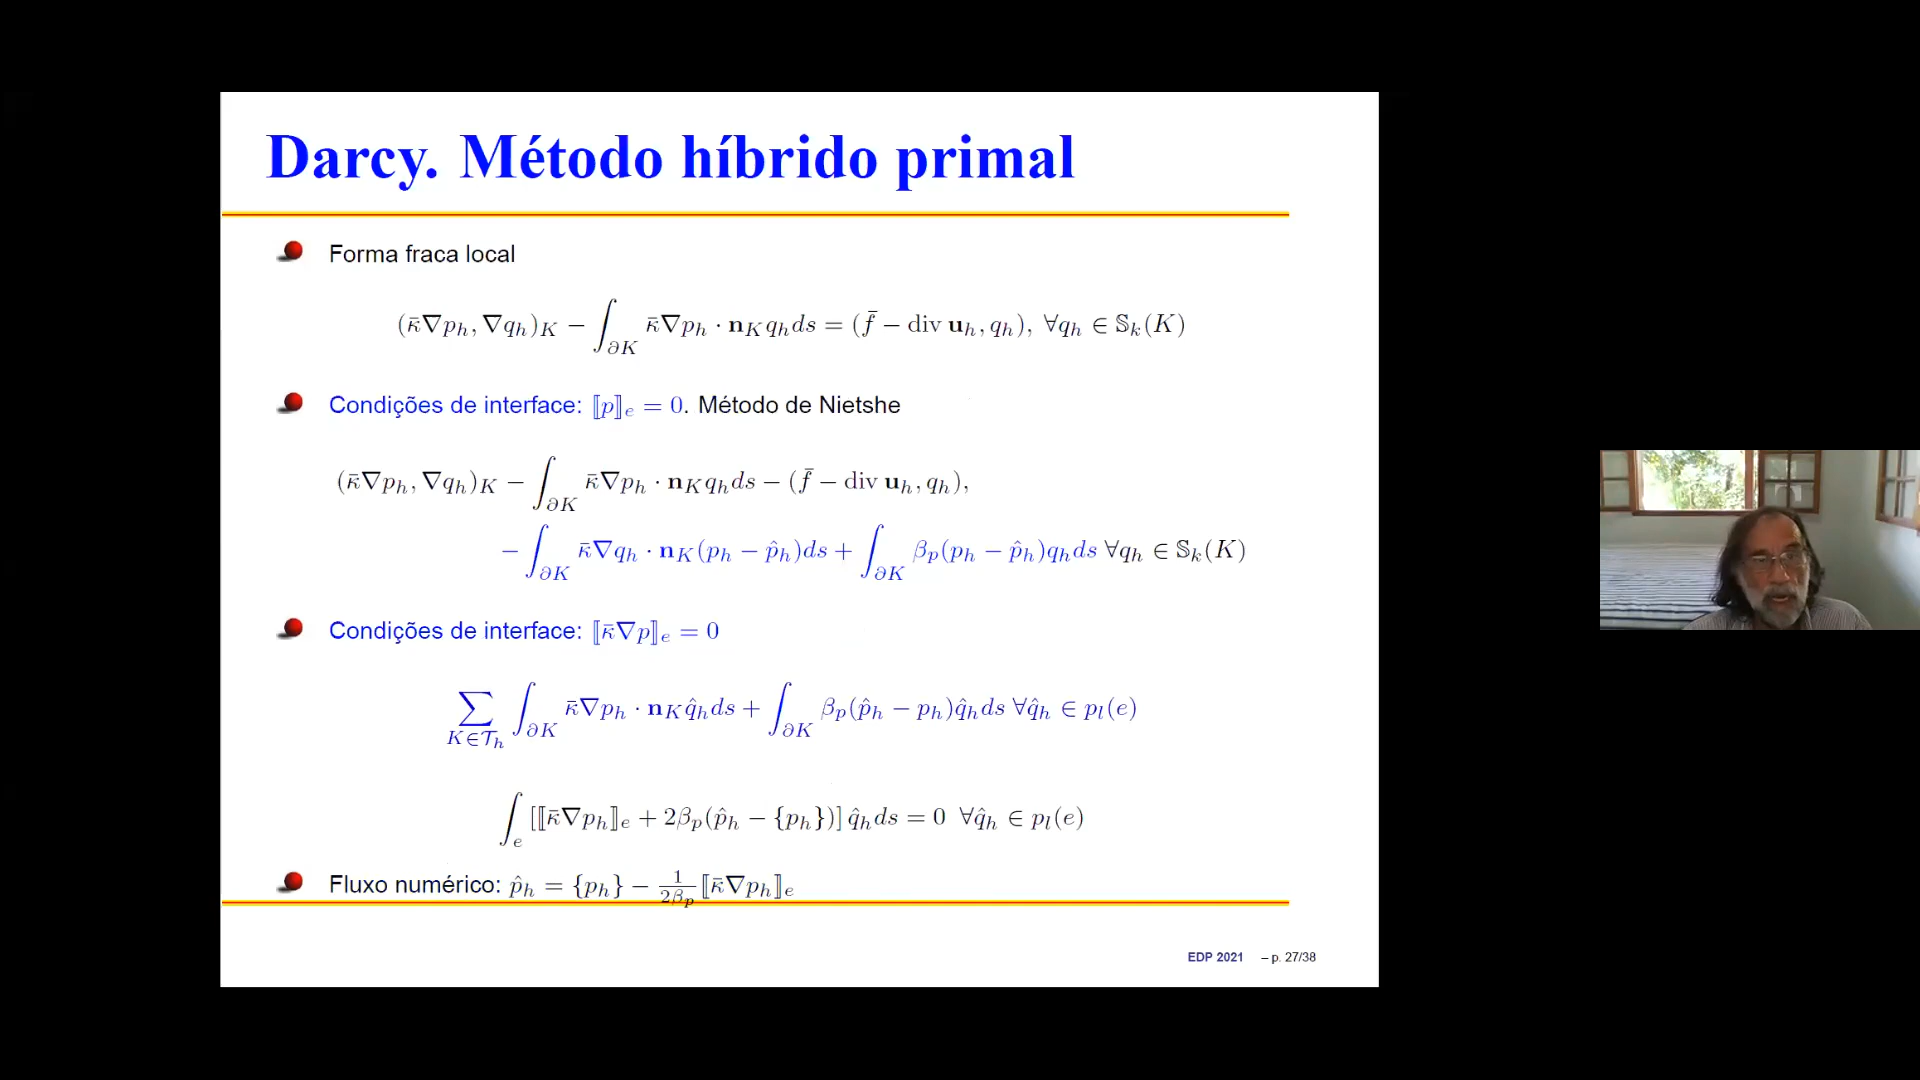 Darcy. Método híbrido primal
Forma fraca local
(κ̄∇p_h, ∇q_h)_K − ∫_∂K κ̄∇p_h · n_K q_h ds = (f̄ − div u_h, q_h), ∀q_h ∈ 𝕊_k(K)
Condições de interface: ⟦p⟧_e = 0. Método de Nietshe
(κ̄∇p_h, ∇q_h)_K − ∫_∂K κ̄∇p_h · n_K q_h ds − (f̄ − div u_h, q_h),
− ∫_∂K κ̄∇q_h · n_K (p_h − p̂_h) ds + ∫_∂K β_p(p_h − p̂_h) q_h ds ∀q_h ∈ 𝕊_k(K)
Condições de interface: ⟦κ̄∇p⟧_e = 0
∑_{K∈𝒯_h} ∫_∂K κ̄∇p_h · n_K q̂_h ds + ∫_∂K β_p(p̂_h − p_h) q̂_h ds ∀q̂_h ∈ p_l(e)
∫_e [⟦κ̄∇p_h⟧_e + 2β_p(p̂_h − {p_h})] q̂_h ds = 0 ∀q̂_h ∈ p_l(e)
Fluxo numérico: p̂_h = {p_h} − 1/(2β_p) ⟦κ̄∇p_h⟧_e
EDP 2021 – p. 27/38